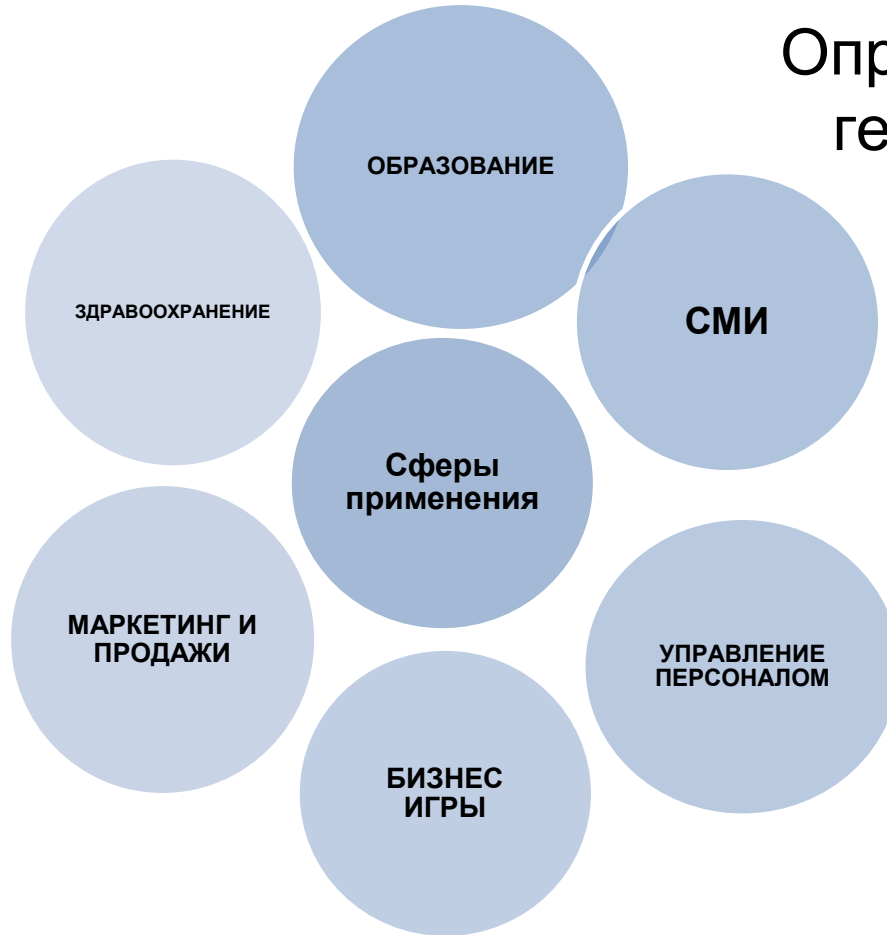 Опр
ге
ОБРАЗОВАНИЕ
ЗДРАВООХРАНЕНИЕ
СМИ
Сферы
применения
МАРКЕТИНГ И
ПРОДАЖИ
УПРАВЛЕНИЕ
ПЕРСОНАЛОМ
БИЗНЕС
ИГРЫ